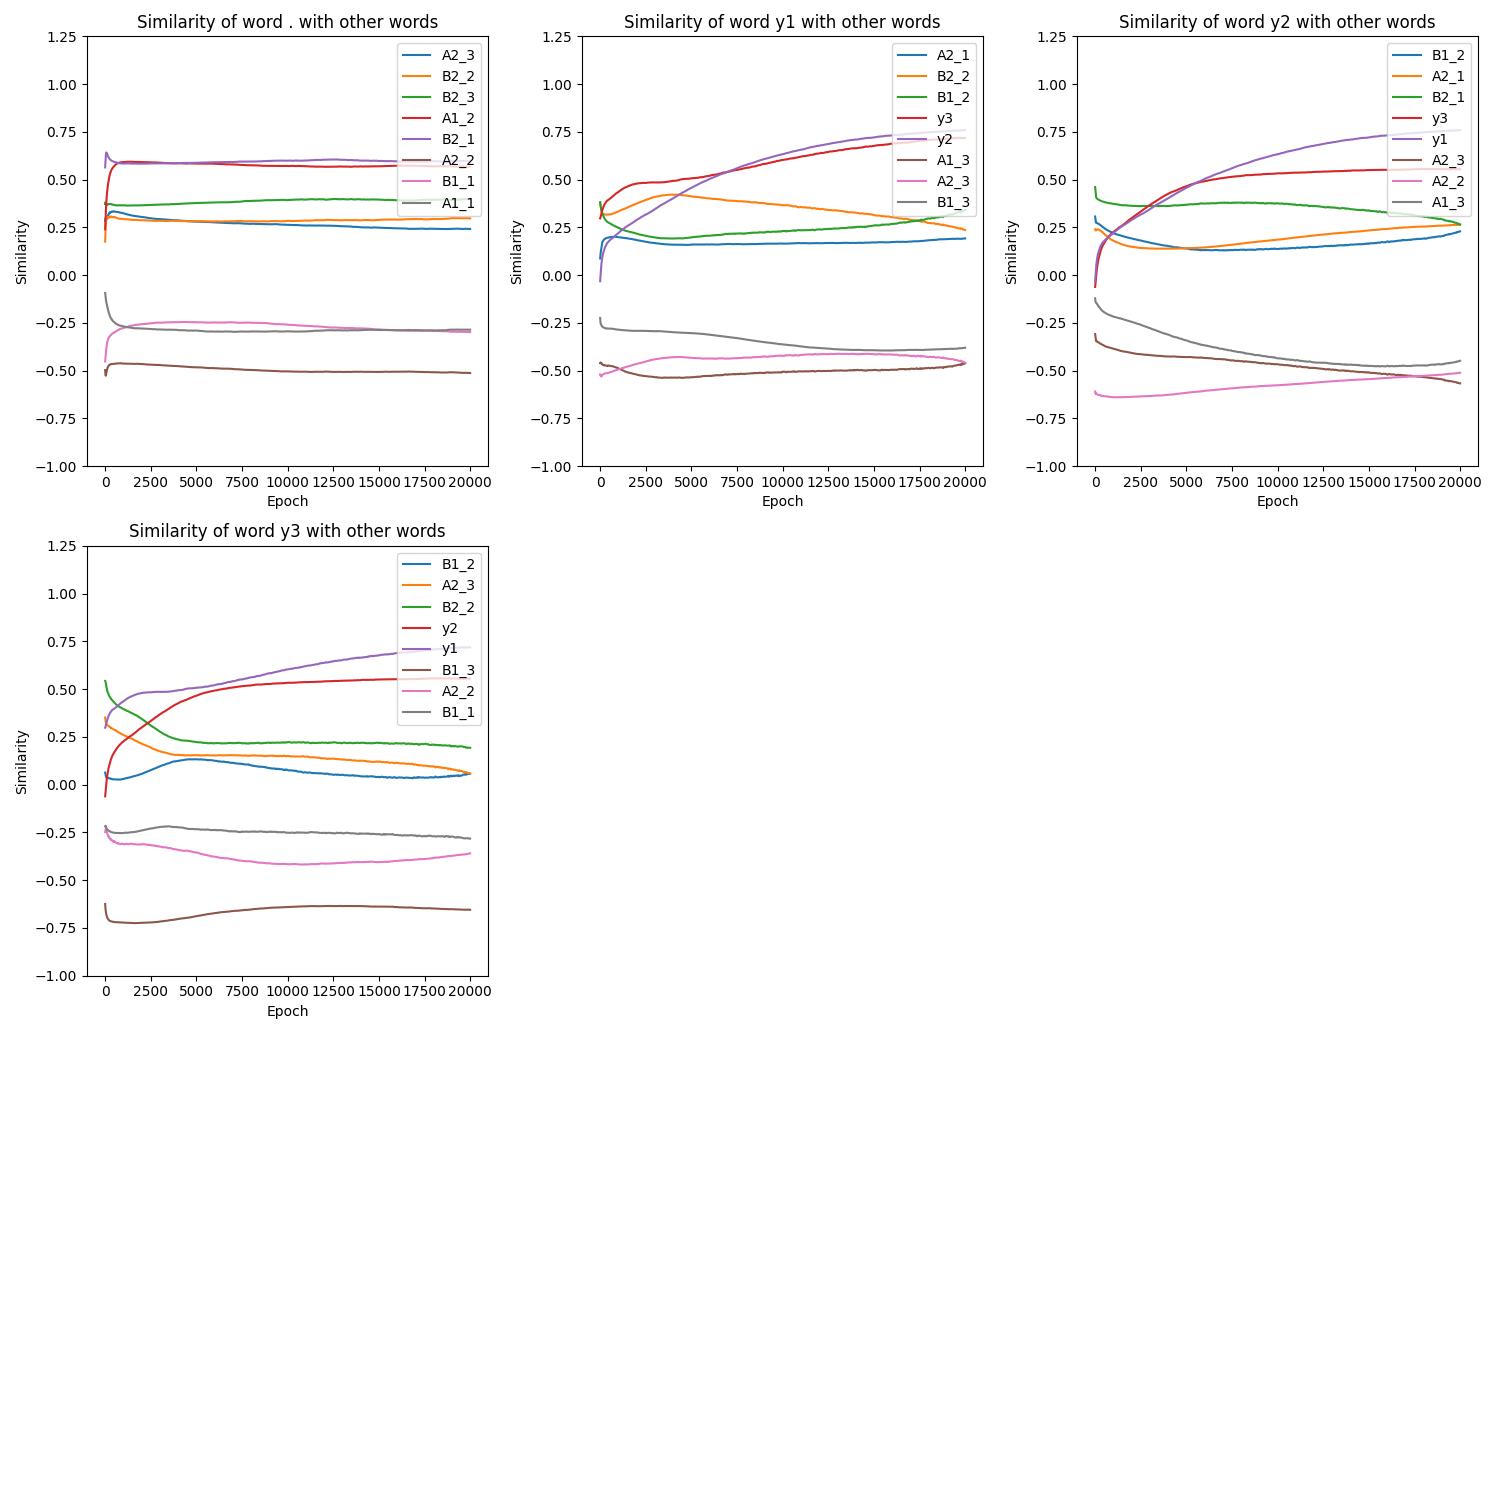 Similarity of word . with other words
1.25
1.00
0.75
0.50
0.25
0.00
−0.25
−0.50
−0.75
−1.00
Similarity
0 2500 5000 7500 10000 12500 15000 17500 20000
Epoch
A2_3
B2_2
B2_3
A1_2
B2_1
A2_2
B1_1
A1_1
Similarity of word y1 with other words
1.25
1.00
0.75
0.50
0.25
0.00
−0.25
−0.50
−0.75
−1.00
Similarity
0 2500 5000 7500 10000 12500 15000 17500 20000
Epoch
A2_1
B2_2
B1_2
y3
y2
A1_3
A2_3
B1_3
Similarity of word y2 with other words
1.25
1.00
0.75
0.50
0.25
0.00
−0.25
−0.50
−0.75
−1.00
Similarity
0 2500 5000 7500 10000 12500 15000 17500 20000
Epoch
B1_2
A2_1
B2_1
y3
y1
A2_3
A2_2
A1_3
Similarity of word y3 with other words
1.25
1.00
0.75
0.50
0.25
0.00
−0.25
−0.50
−0.75
−1.00
Similarity
0 2500 5000 7500 10000 12500 15000 17500 20000
Epoch
B1_2
A2_3
B2_2
y2
y1
B1_3
A2_2
B1_1